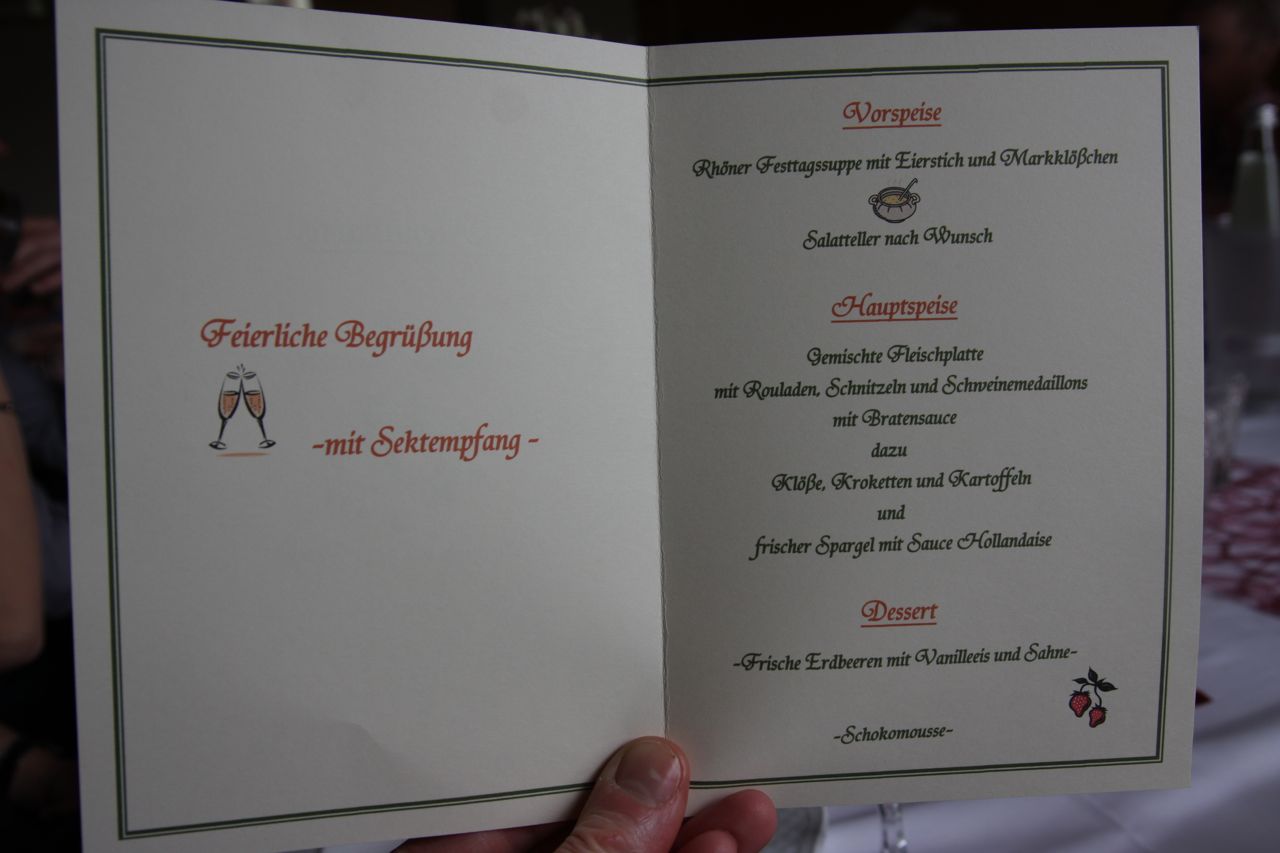 Feierliche Begrüßung
-mit Sektempfang -
Vorspeise
Rhöner Festtagssuppe mit Eierstich und Markklößchen
Salatteller nach Wunsch
Hauptspeise
Gemischte Fleischplatte
mit Rouladen, Schnitzeln und Schweinemedaillons
mit Bratensauce
dazu
Klöße, Kroketten und Kartoffeln
und
frischer Spargel mit Sauce Hollandaise
Dessert
-Frische Erdbeeren mit Vanilleeis und Sahne-
-Schokomousse-